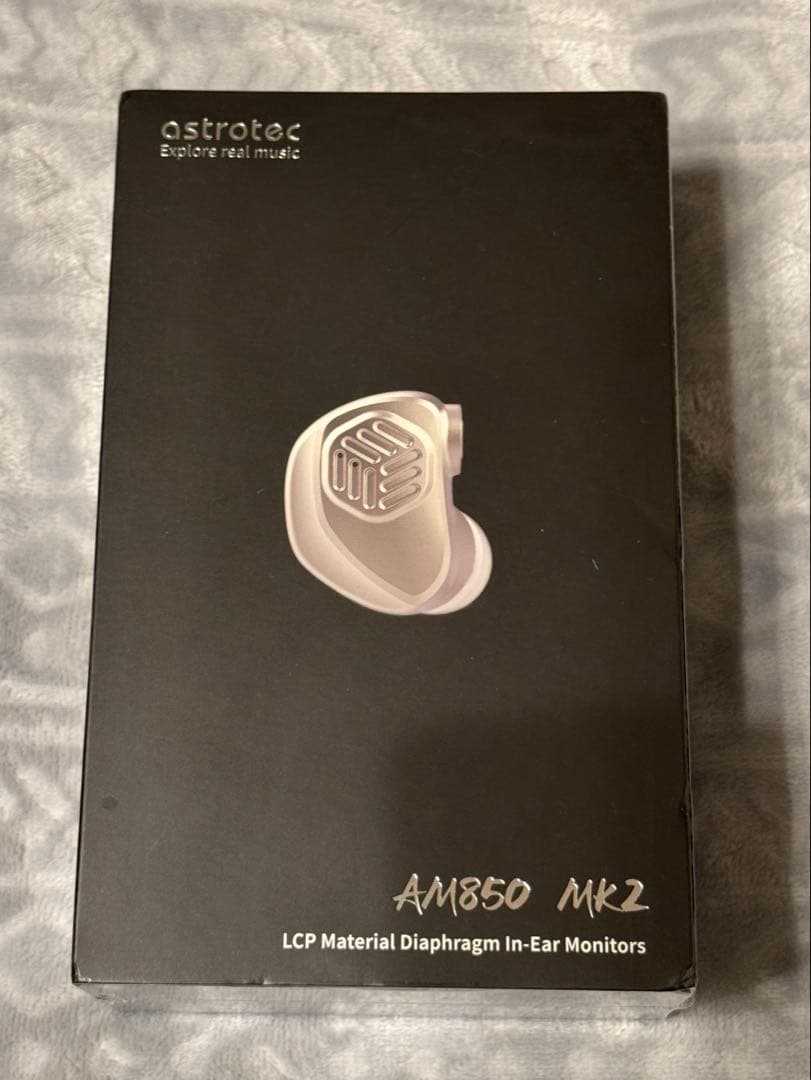 astrotec
Explore real music
AM850 MK2
LCP Material Diaphragm In-Ear Monitors